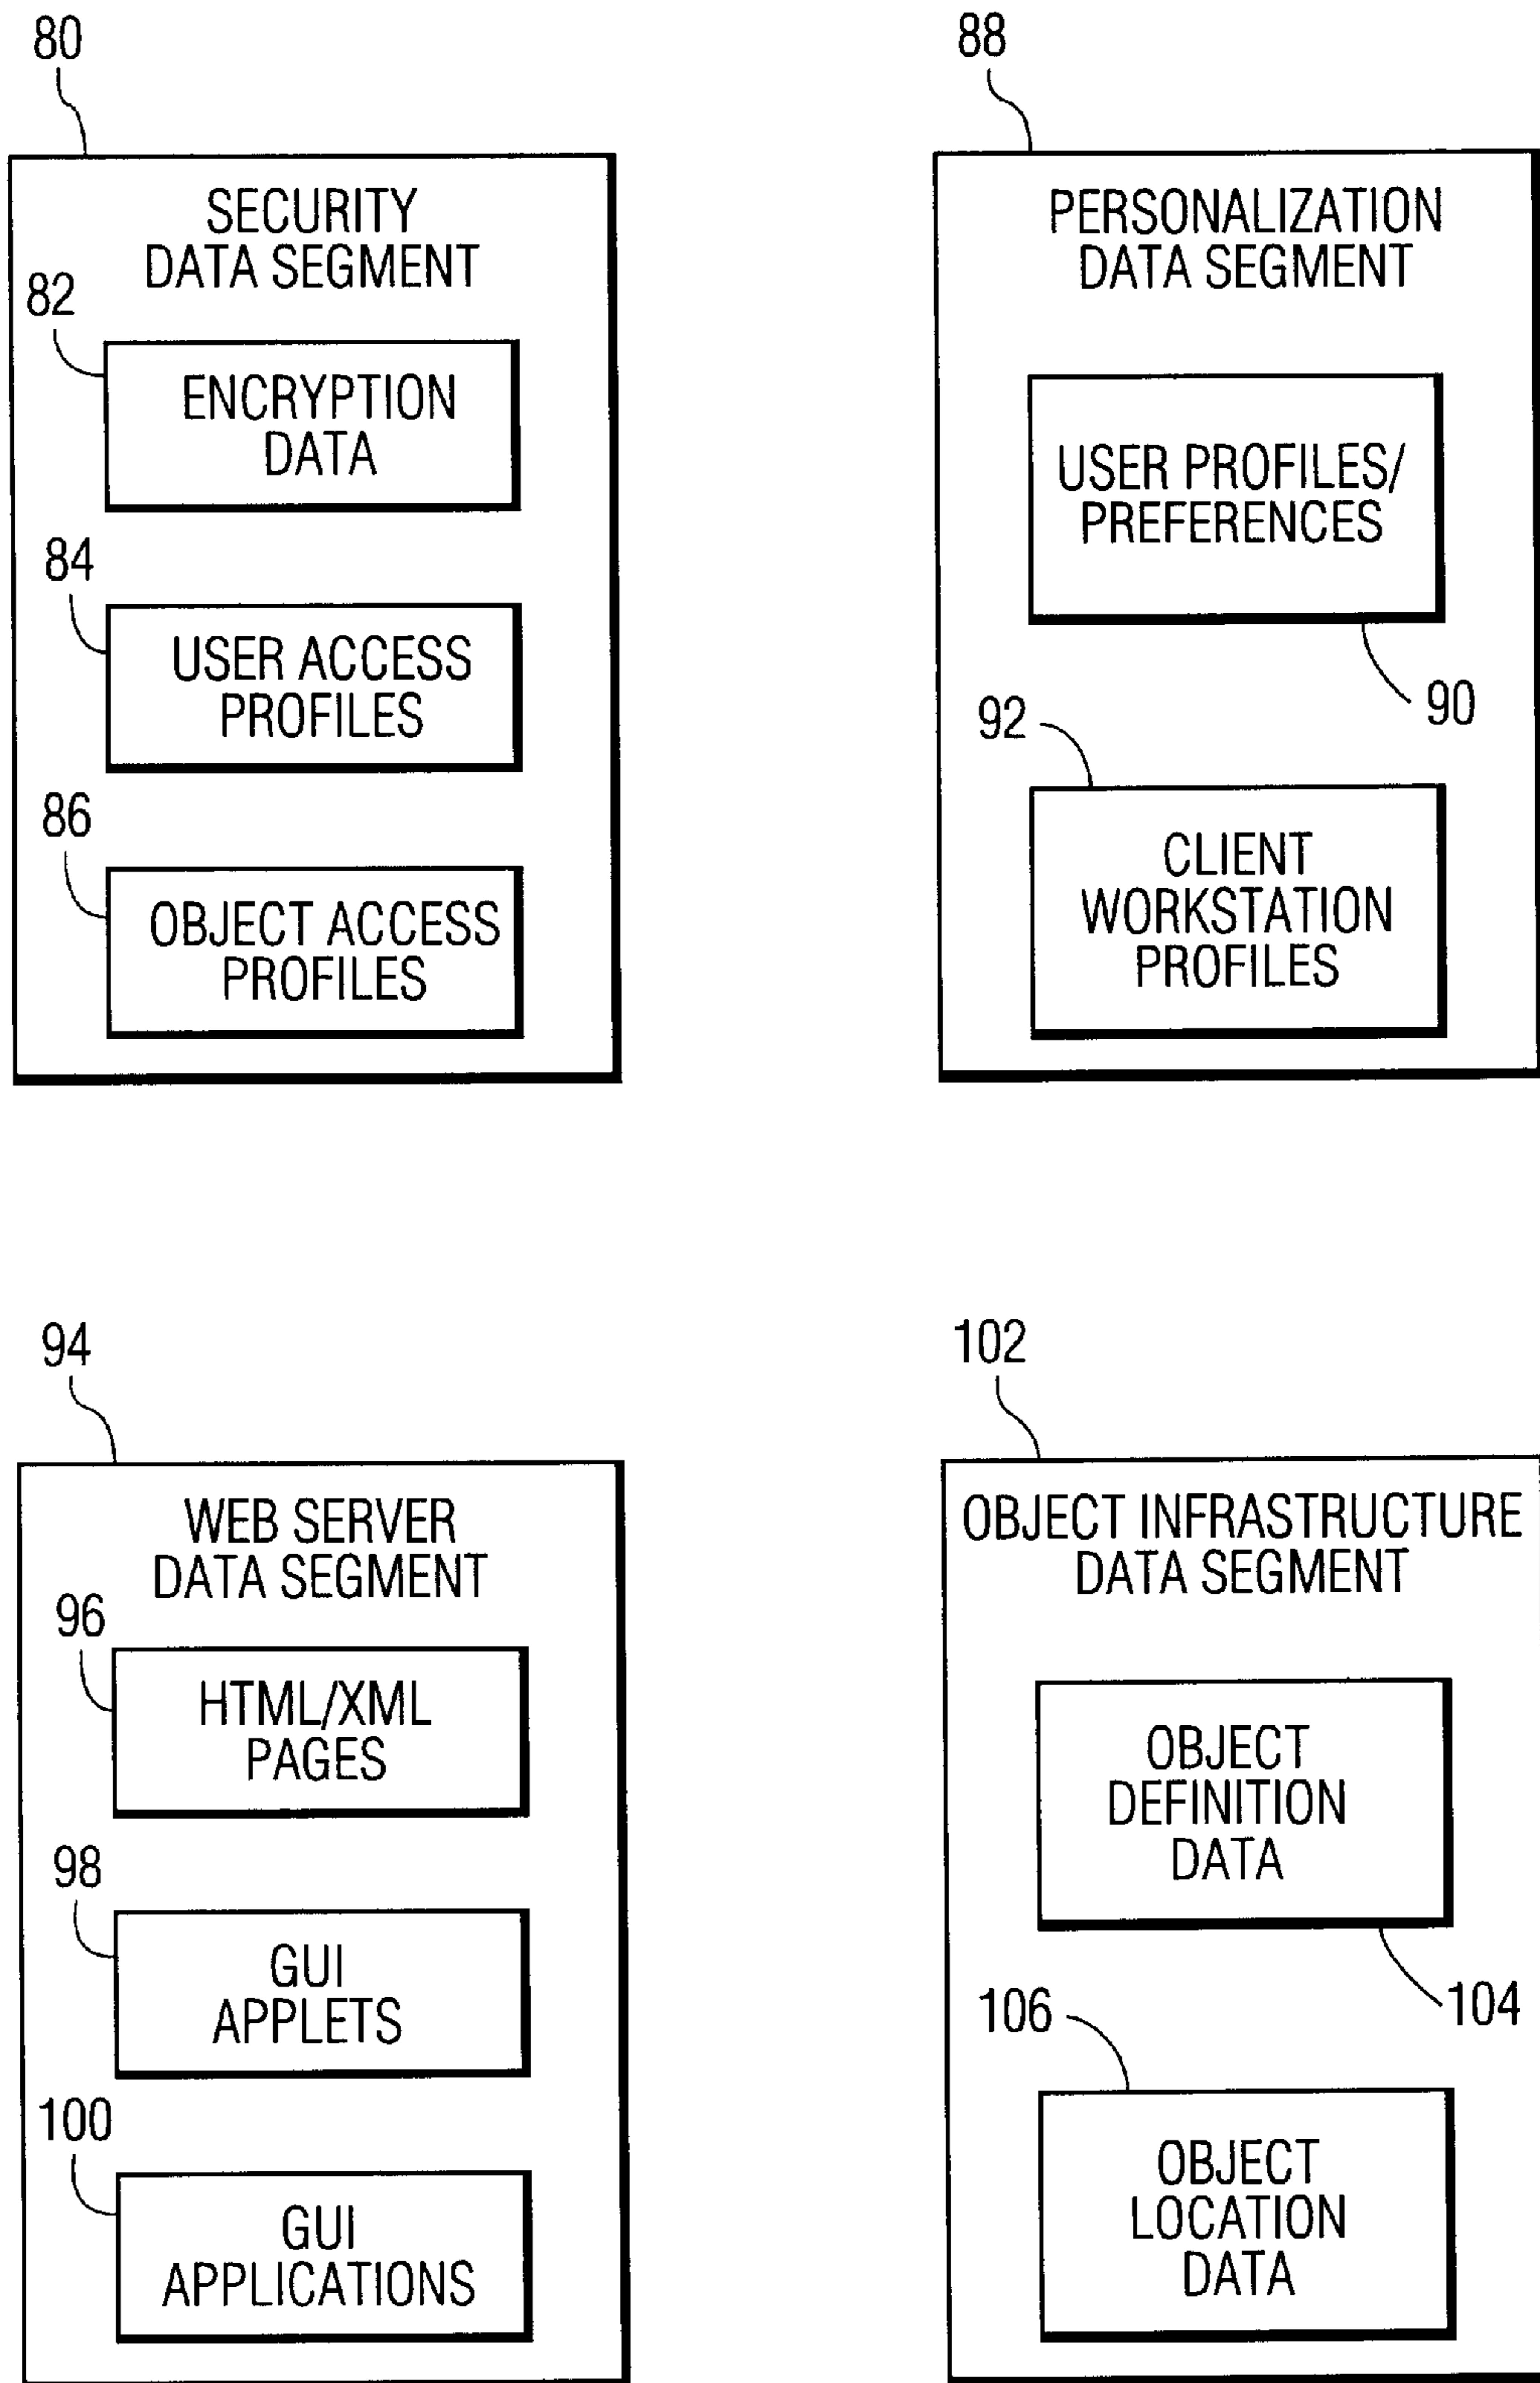 80
SECURITY
DATA SEGMENT
82
ENCRYPTION
DATA
84
USER ACCESS
PROFILES
86
OBJECT ACCESS
PROFILES
88
PERSONALIZATION
DATA SEGMENT
USER PROFILES/
PREFERENCES
90
92
CLIENT
WORKSTATION
PROFILES
94
WEB SERVER
DATA SEGMENT
96
HTML/XML
PAGES
98
GUI
APPLETS
100
GUI
APPLICATIONS
102
OBJECT INFRASTRUCTURE
DATA SEGMENT
OBJECT
DEFINITION
DATA
104
106
OBJECT
LOCATION
DATA